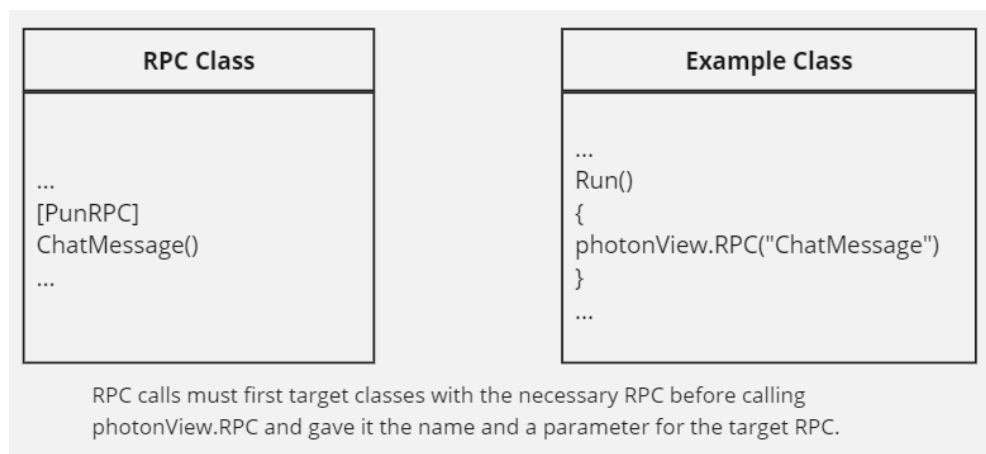 RPC Class
...
[PunRPC]
ChatMessage()
...
Example Class
...
Run()
{
photonView.RPC("ChatMessage")
}
...
RPC calls must first target classes with the necessary RPC before calling
photonView.RPC and gave it the name and a parameter for the target RPC.